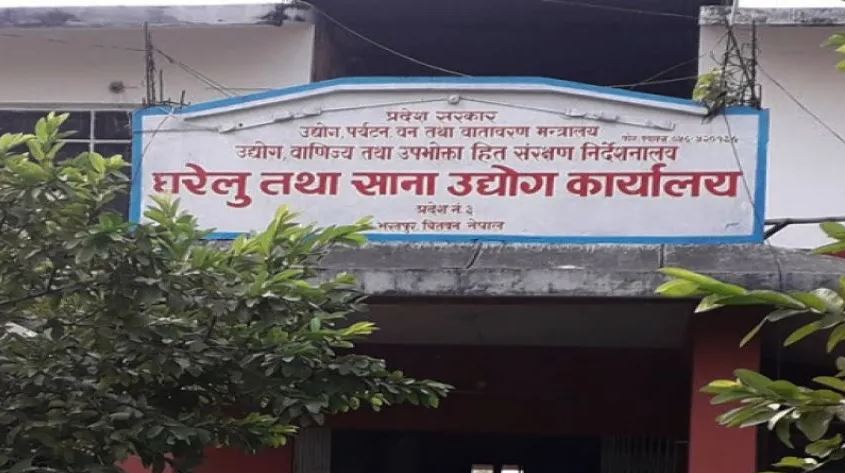 प्रदेश सरकार
उद्योग, पर्यटन, वन तथा वातावरण मन्त्रालय
उद्योग, वाणिज्य तथा उपभोक्ता हित संरक्षण निर्देशनालय
घरेलु तथा साना उद्योग कार्यालय
प्रदेश नं. ३
भरतपुर, चितवन नेपाल